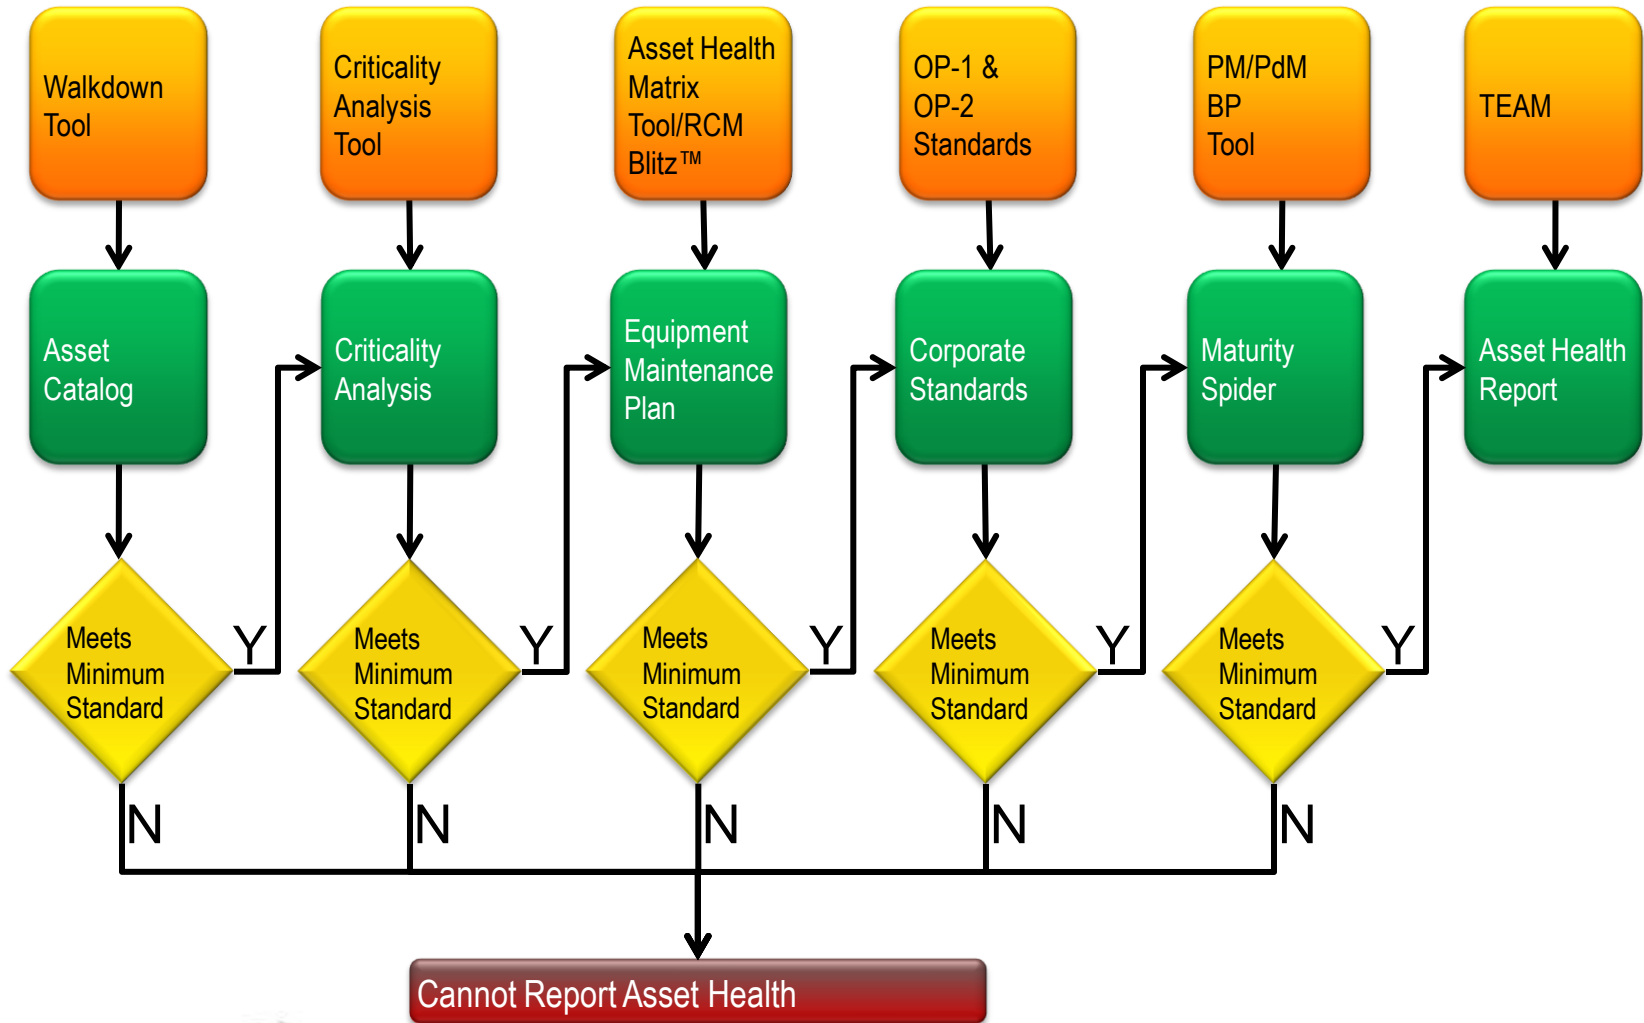 Walkdown
Tool
Criticality
Analysis
Tool
Asset Health
Matrix
Tool/RCM
Blitz™
OP-1 &
OP-2
Standards
PM/PdM
BP
Tool
TEAM
Asset
Catalog
Criticality
Analysis
Equipment
Maintenance
Plan
Corporate
Standards
Maturity
Spider
Asset Health
Report
Meets
Minimum
Standard
Y
Meets
Minimum
Standard
Y
Meets
Minimum
Standard
Y
Meets
Minimum
Standard
Y
Meets
Minimum
Standard
Y
N
N
N
N
N
Cannot Report Asset Health